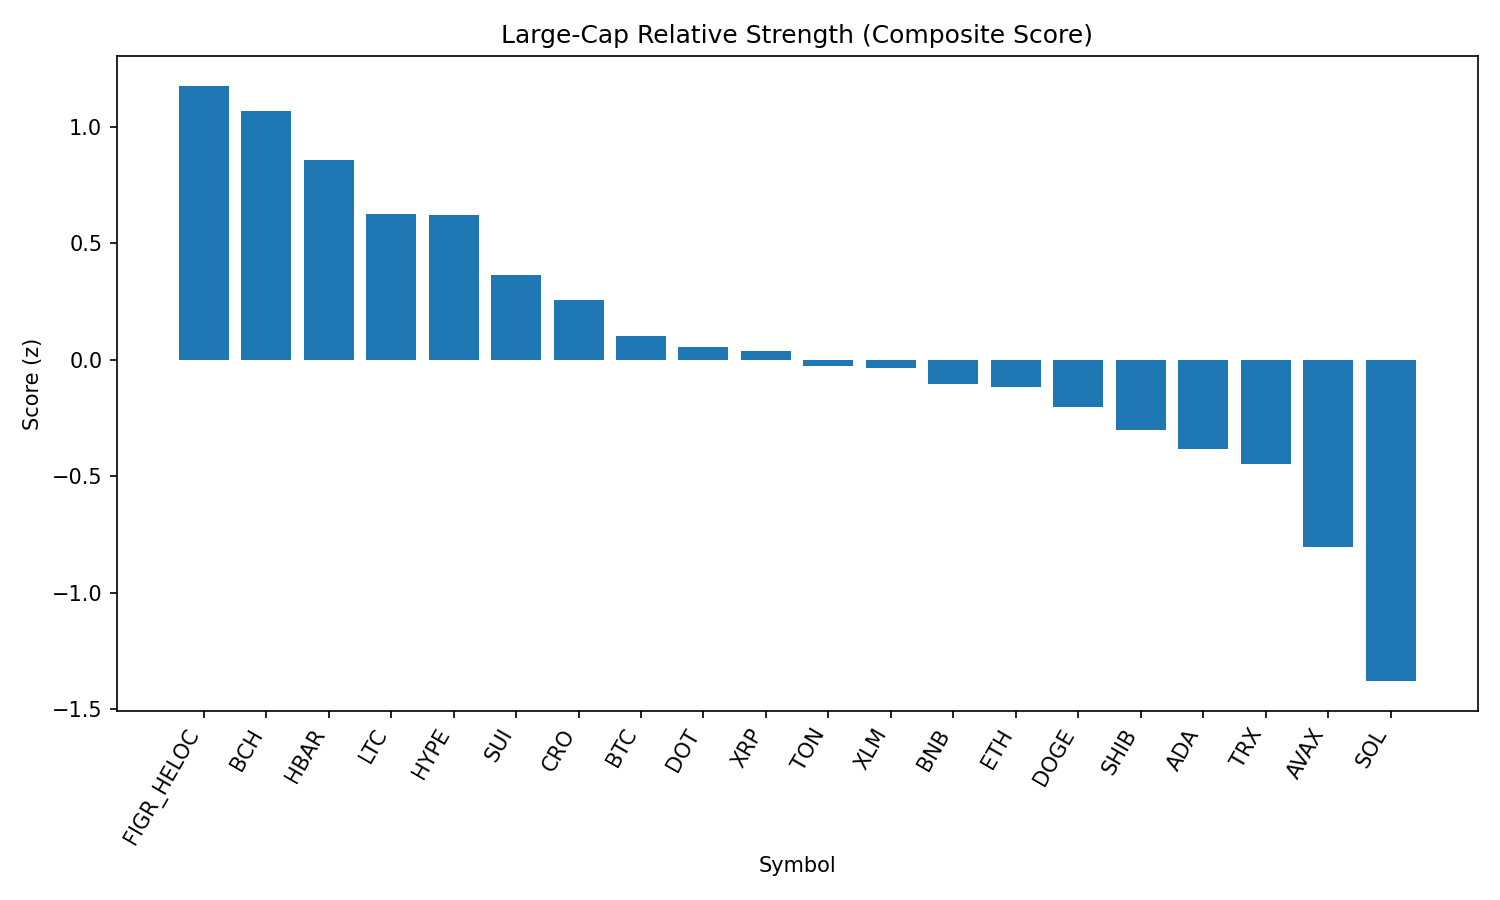 Large-Cap Relative Strength (Composite Score)
Score (z)
1.0
0.5
0.0
−0.5
−1.0
−1.5
FIGR_HELOC
BCH
HBAR
LTC
HYPE
SUI
CRO
BTC
DOT
XRP
TON
XLM
BNB
ETH
DOGE
SHIB
ADA
TRX
AVAX
SOL
Symbol